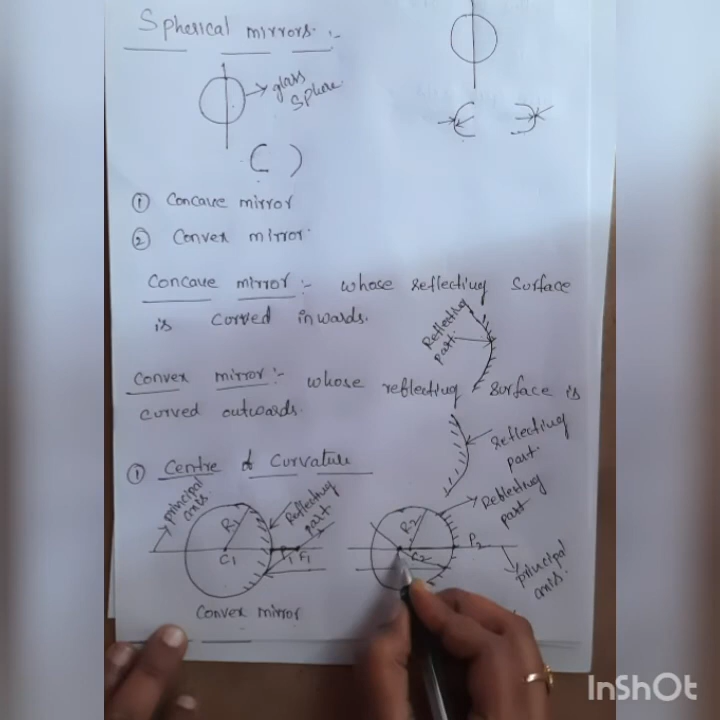 Spherical mirrors :-
glass
sphere.
① Concave mirror
② Convex mirror.
Concave mirror :- whose reflecting surface
is corved inwards.
Reflecting
part.
Convex mirror :- whose reflecting surface is
curved outwards.
reflecting
part.
① Centre of Curvature
principal
axis.
R1
C1
P1 F1
Reflecting
part
R2
C2
P2
Reflecting
part
principal
axis.
Convex mirror
InShOt